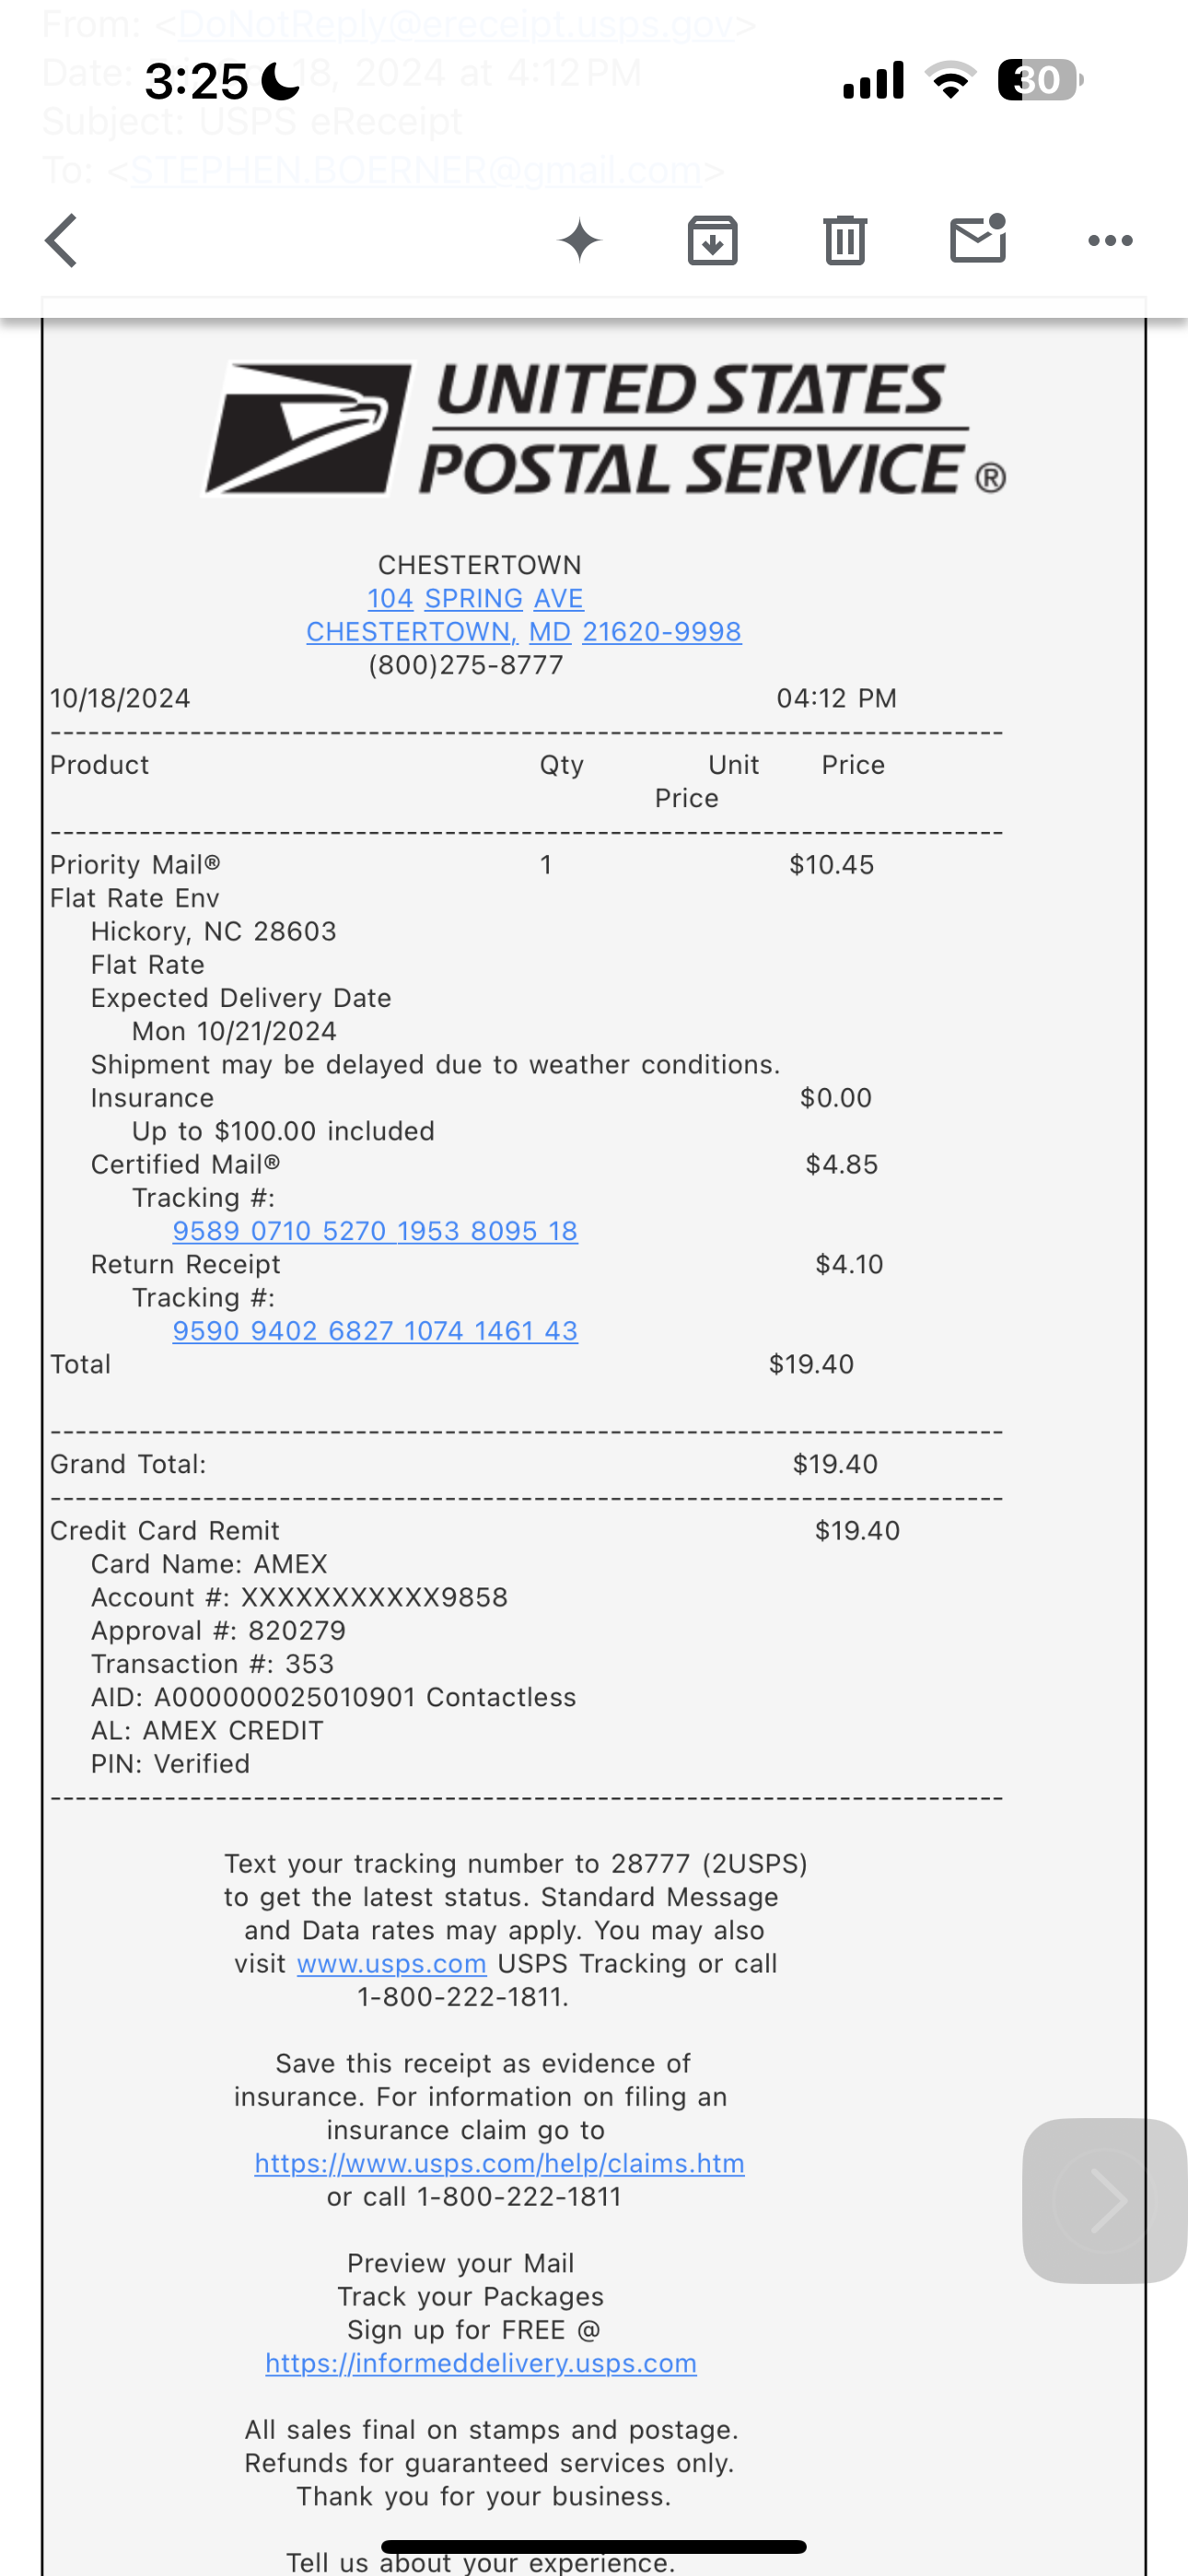 From: <DoNotReply@ereceipt.usps.gov>
Date: 18, 2024 at 4:12 PM
3:25
30
Subject: USPS eReceipt
To: <STEPHEN.BOERNER@gmail.com>
UNITED STATES
POSTAL SERVICE ®
CHESTERTOWN
104 SPRING AVE
CHESTERTOWN, MD 21620-9998
(800)275-8777
10/18/2024 04:12 PM
Product Qty Unit Price
Price
Priority Mail® 1 $10.45
Flat Rate Env
Hickory, NC 28603
Flat Rate
Expected Delivery Date
Mon 10/21/2024
Shipment may be delayed due to weather conditions.
Insurance $0.00
Up to $100.00 included
Certified Mail® $4.85
Tracking #:
9589 0710 5270 1953 8095 18
Return Receipt $4.10
Tracking #:
9590 9402 6827 1074 1461 43
Total $19.40
Grand Total: $19.40
Credit Card Remit $19.40
Card Name: AMEX
Account #: XXXXXXXXXXX9858
Approval #: 820279
Transaction #: 353
AID: A000000025010901 Contactless
AL: AMEX CREDIT
PIN: Verified
Text your tracking number to 28777 (2USPS)
to get the latest status. Standard Message
and Data rates may apply. You may also
visit www.usps.com USPS Tracking or call
1-800-222-1811.
Save this receipt as evidence of
insurance. For information on filing an
insurance claim go to
https://www.usps.com/help/claims.htm
or call 1-800-222-1811
Preview your Mail
Track your Packages
Sign up for FREE @
https://informeddelivery.usps.com
All sales final on stamps and postage.
Refunds for guaranteed services only.
Thank you for your business.
Tell us about your experience.